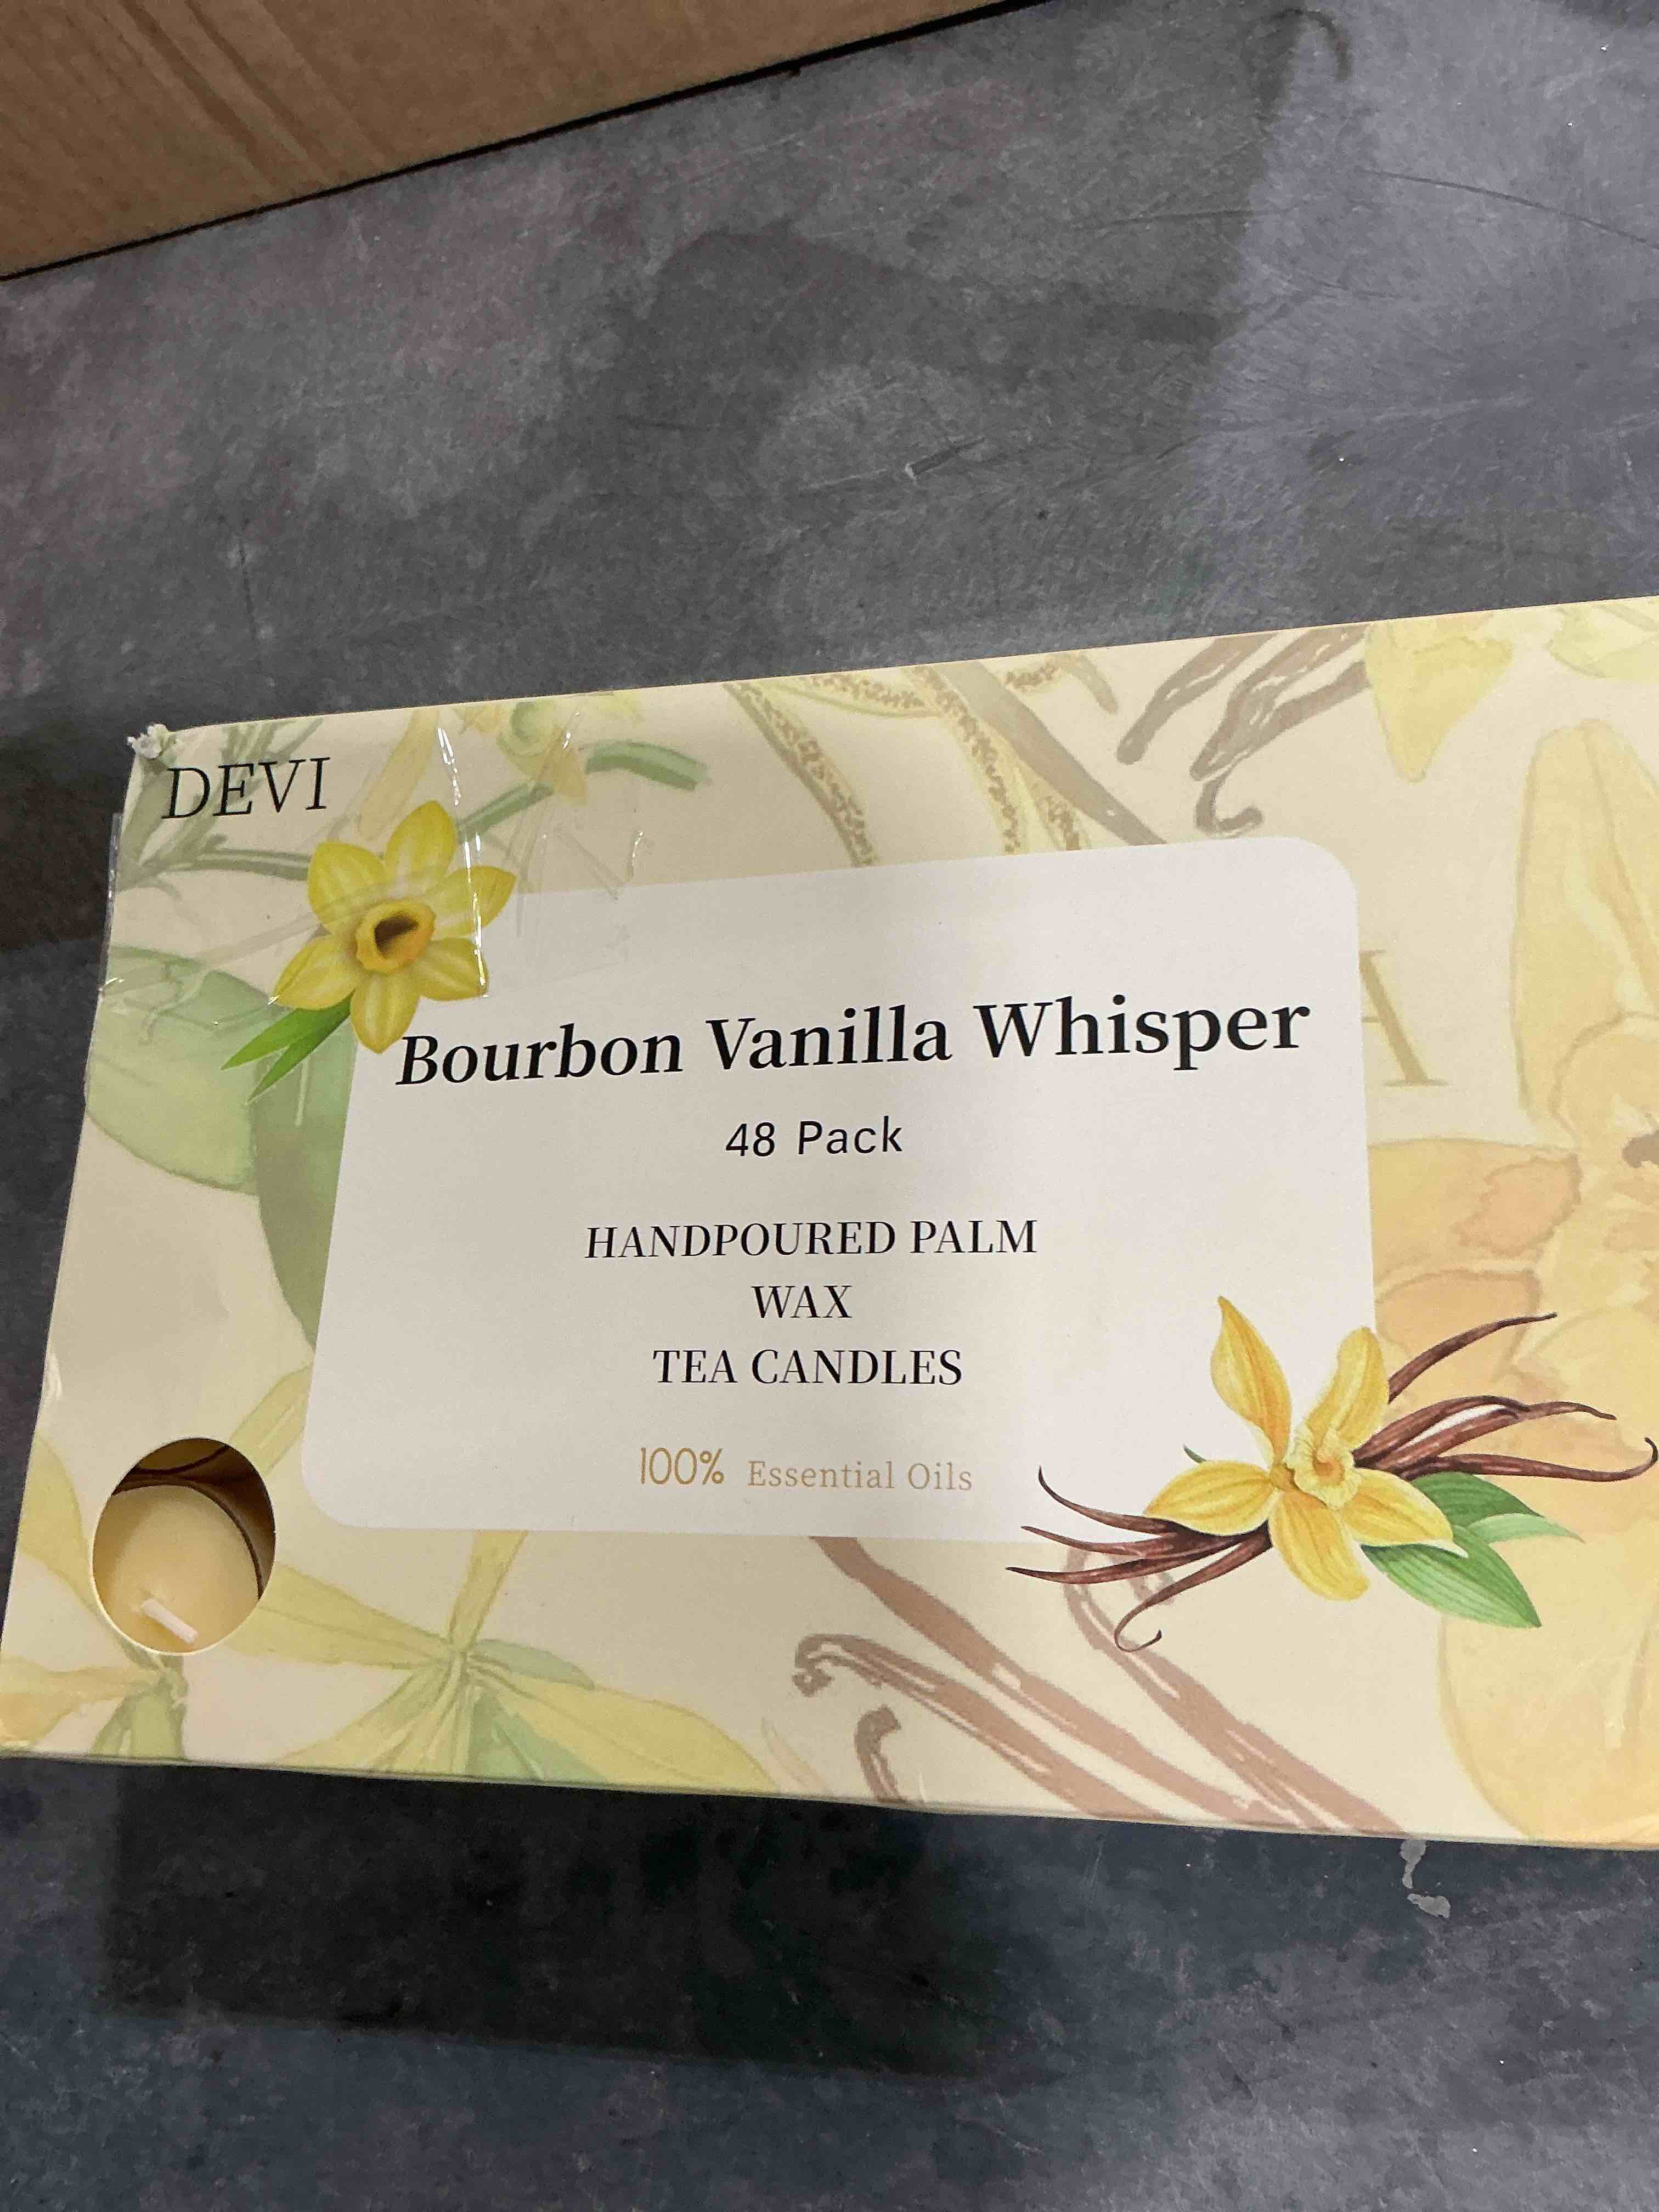 DEVI
Bourbon Vanilla Whisper
48 Pack
HANDPOURED PALM
WAX
TEA CANDLES
100% Essential Oils
A